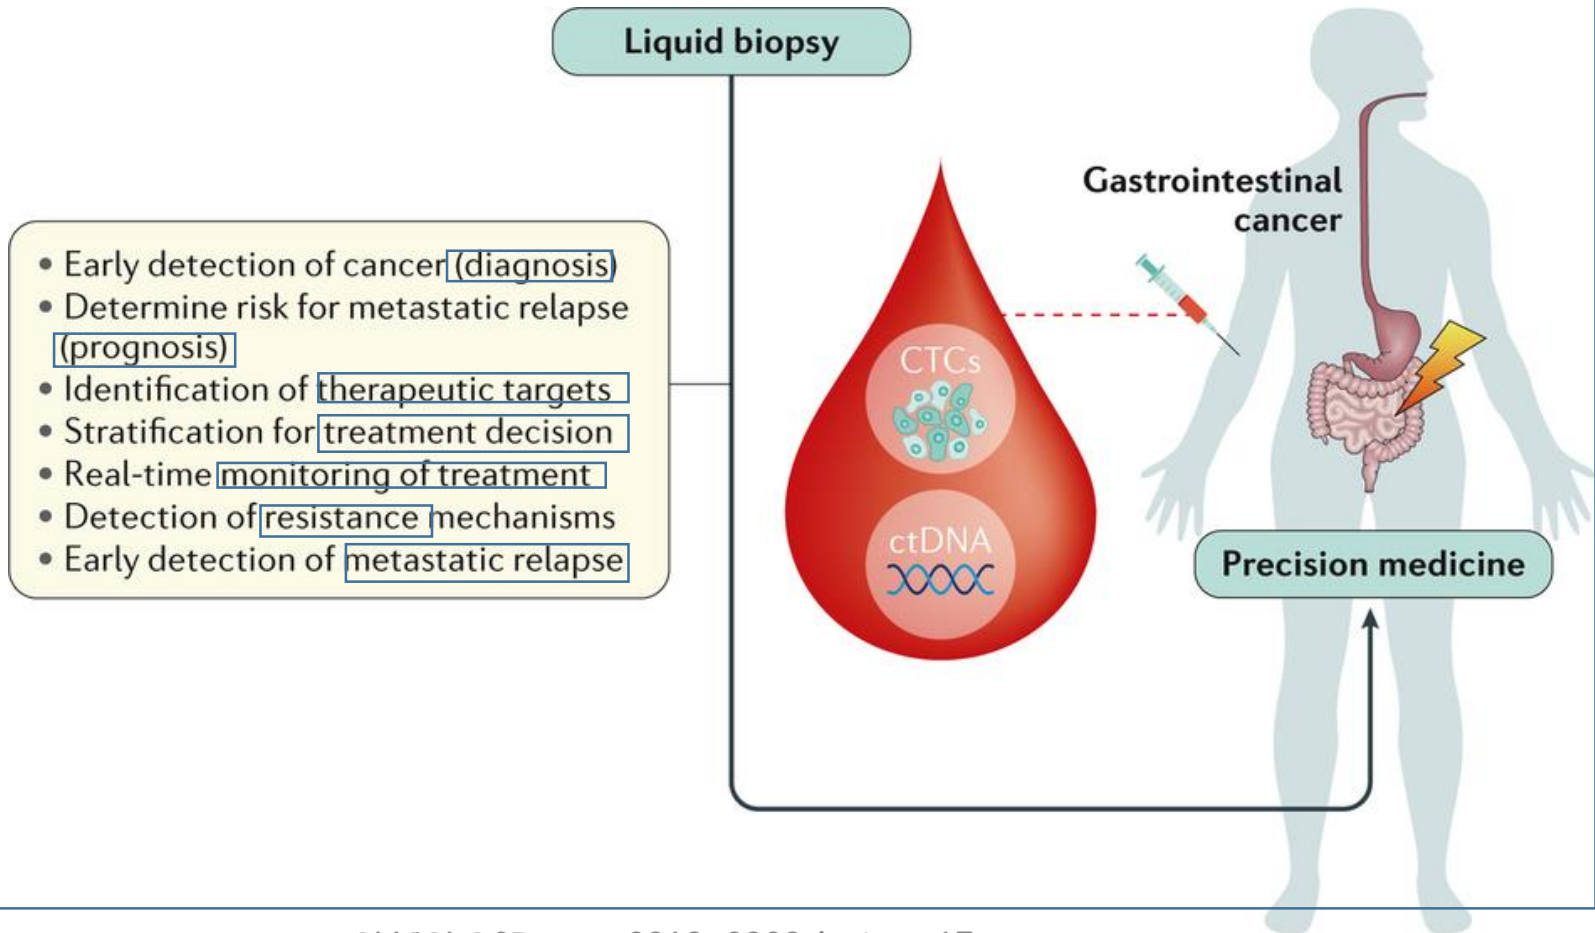 Liquid biopsy
Gastrointestinal
cancer
• Early detection of cancer (diagnosis)
• Determine risk for metastatic relapse
(prognosis)
• Identification of therapeutic targets
• Stratification for treatment decision
• Real-time monitoring of treatment
• Detection of resistance mechanisms
• Early detection of metastatic relapse
CTCs
ctDNA
Precision medicine